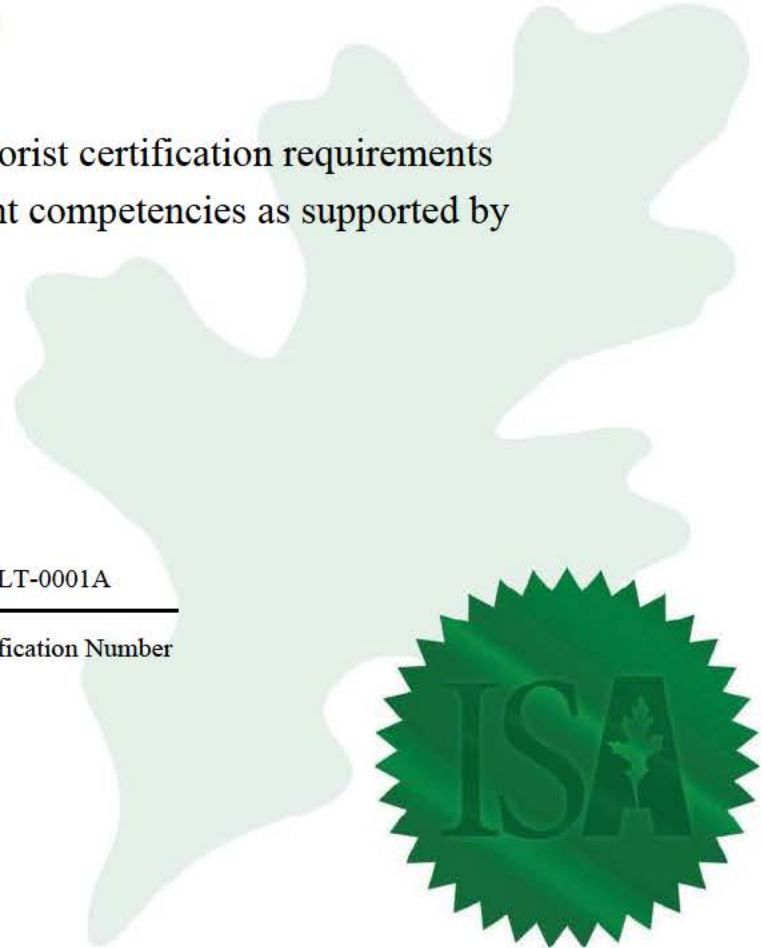 orist certification requirements
nt competencies as supported by
LT-0001A
fication Number
ISA